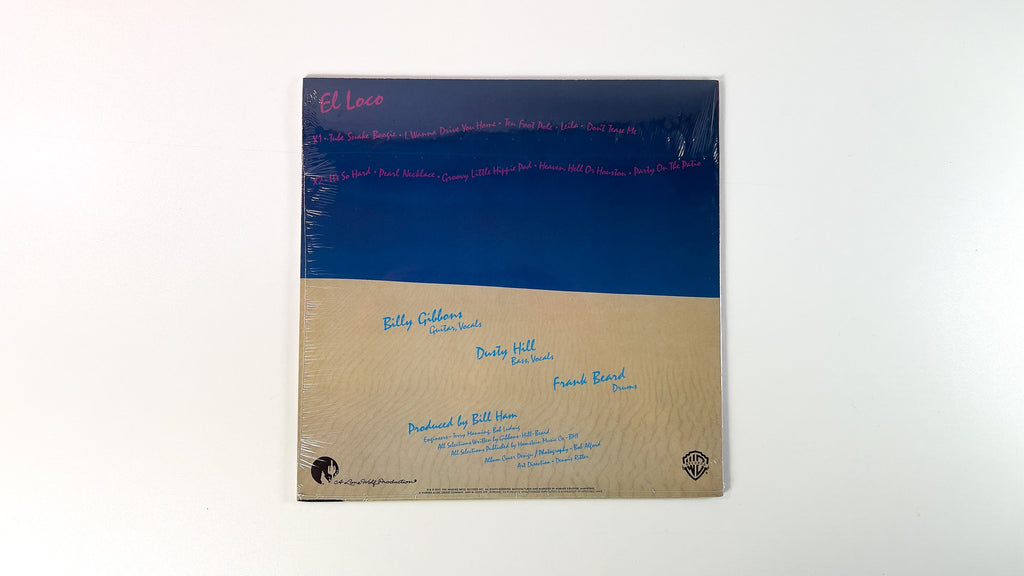 El Loco
X1 • Tube Snake Boogie • I Wanna Drive You Home • Ten Foot Pole • Leila • Don't Tease Me
X2 • It's So Hard • Pearl Necklace • Groovy Little Hippie Pad • Heaven, Hell Or Houston • Party On The Patio
Billy Gibbons
Guitar, Vocals
Dusty Hill
Bass, Vocals
Frank Beard
Drums
Produced by Bill Ham
Engineers - Terry Manning, Bob Ludwig
All Selections Written by Gibbons-Hill-Beard
All Selections Published by Hamstein Music Co - BMI
Album Cover Design / Photography - Bob Alford
Art Direction - Dennis Ritter
A Lone Wolf Production